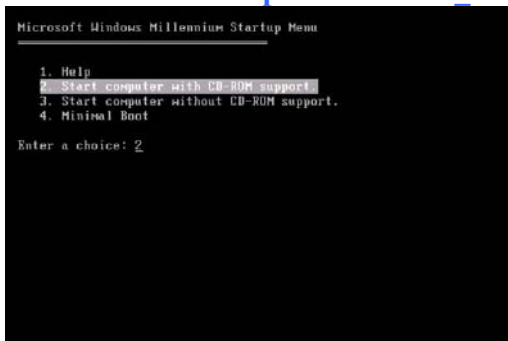 Microsoft Windows Millennium Startup Menu
1. Help
2. Start computer with CD-ROM support.
3. Start computer without CD-ROM support.
4. Minimal Boot
Enter a choice: 2